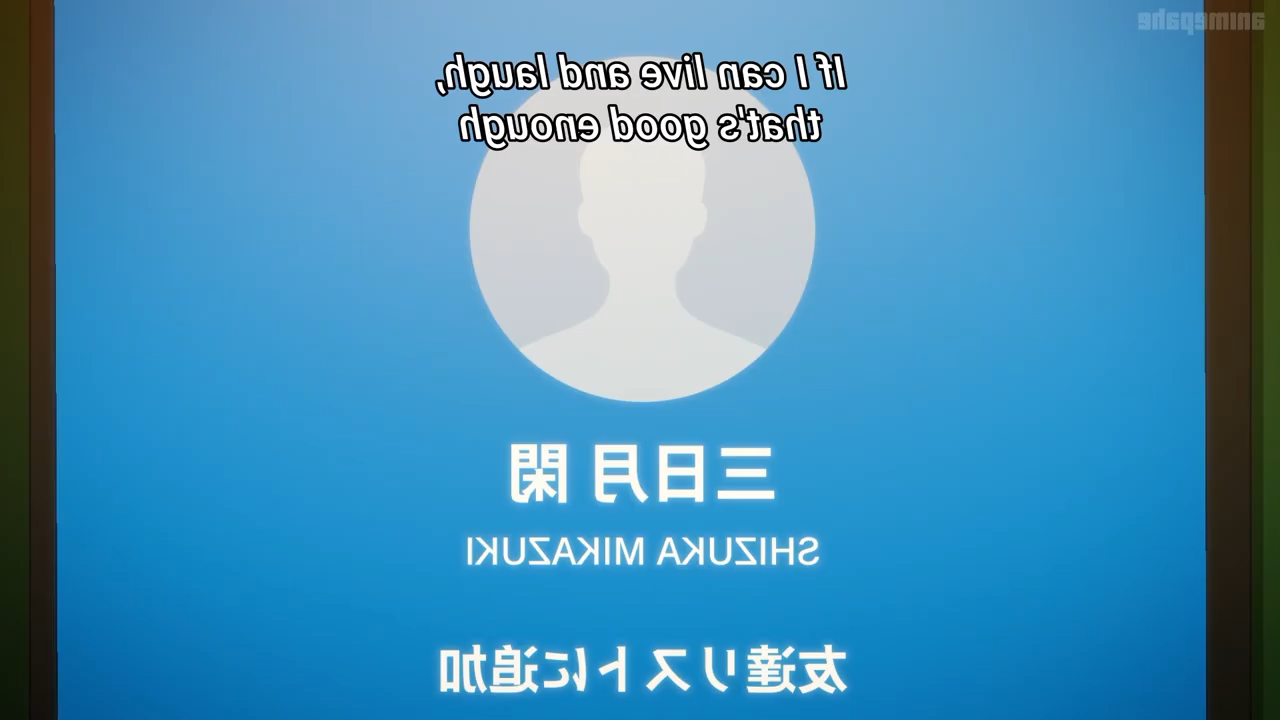 animepahe
If I can live and laugh,
that's good enough
三日月 閑
SHIZUKA MIKAZUKI
友達リストに追加